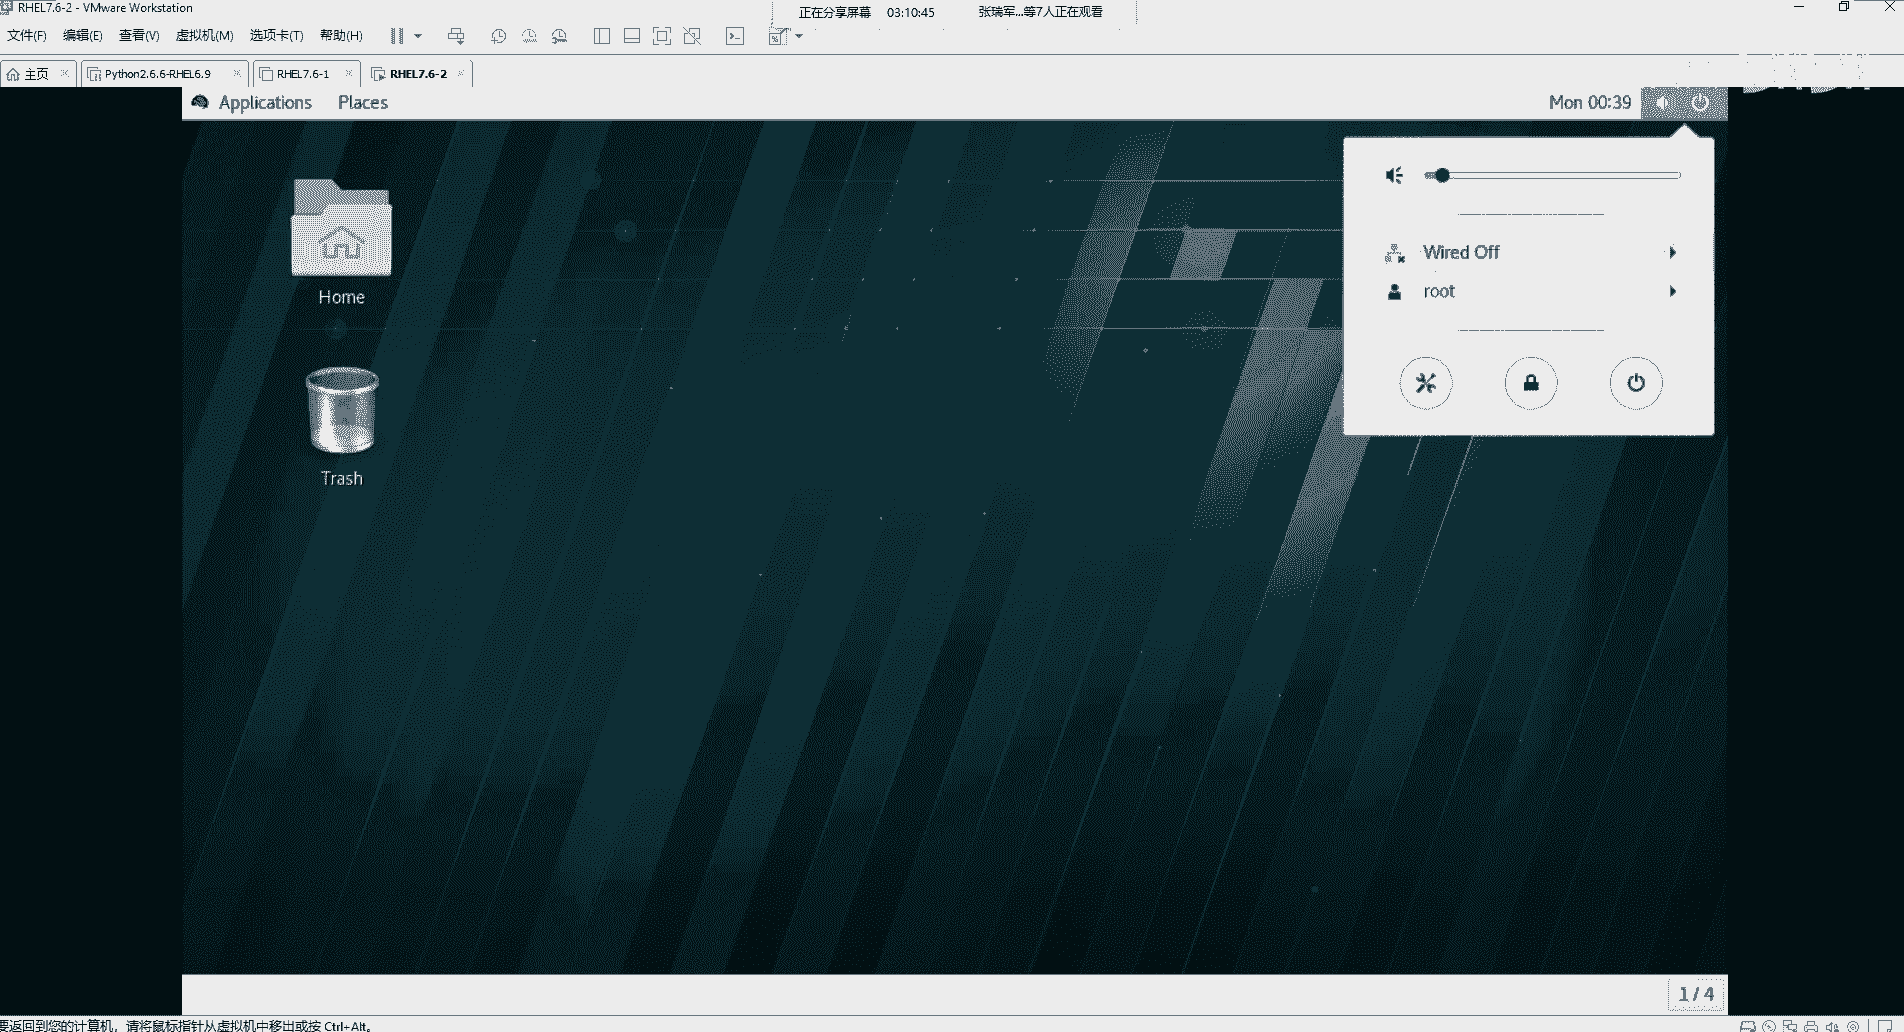 RHEL7.6-2 - VMware Workstation
正在分享屏幕 03:10:45 张瑞军...等7人正在观看
文件(F) 编辑(E) 查看(V) 虚拟机(M) 选项卡(T) 帮助(H)
主页 Python2.6.6-RHEL6.9 RHEL7.6-1 RHEL7.6-2
Applications Places Mon 00:39
Wired Off
root
Home
Trash
1 / 4
要返回到您的计算机，请将鼠标指针从虚拟机中移出或按 Ctrl+Alt。